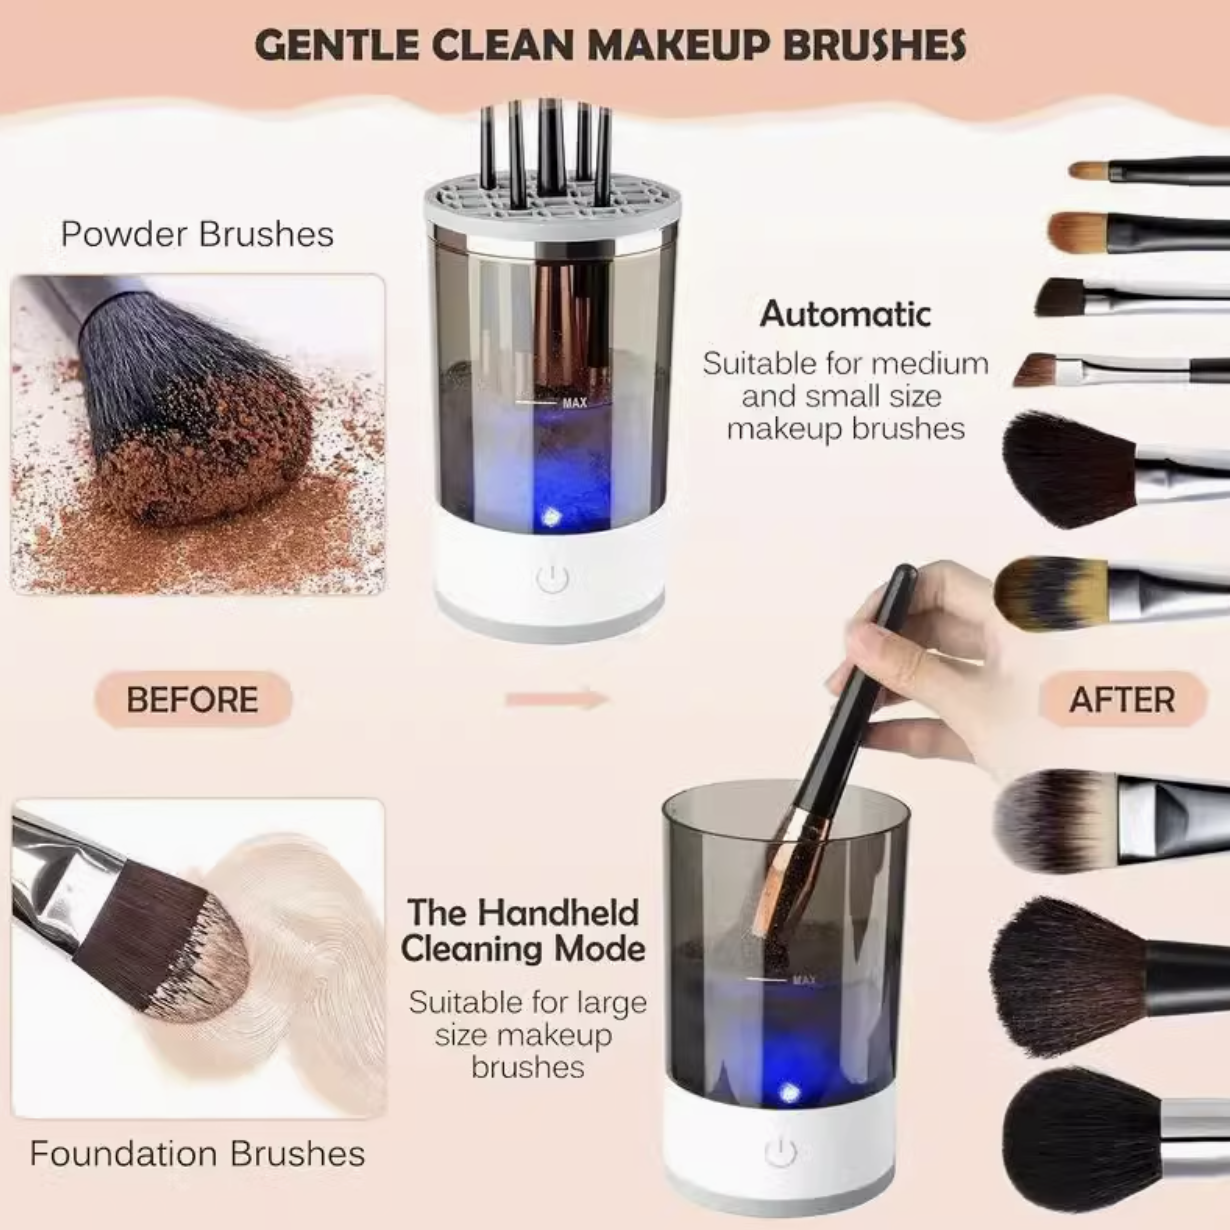 GENTLE CLEAN MAKEUP BRUSHES
Powder Brushes
Automatic
Suitable for medium
and small size
makeup brushes
MAX
BEFORE
AFTER
The Handheld
Cleaning Mode
Suitable for large
size makeup
brushes
MAX
Foundation Brushes